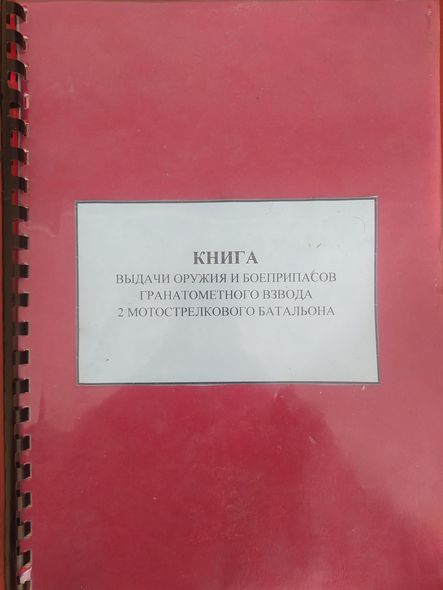 КНИГА
ВЫДАЧИ ОРУЖИЯ И БОЕПРИПАСОВ
ГРАНАТОМЕТНОГО ВЗВОДА
2 МОТОСТРЕЛКОВОГО БАТАЛЬОНА